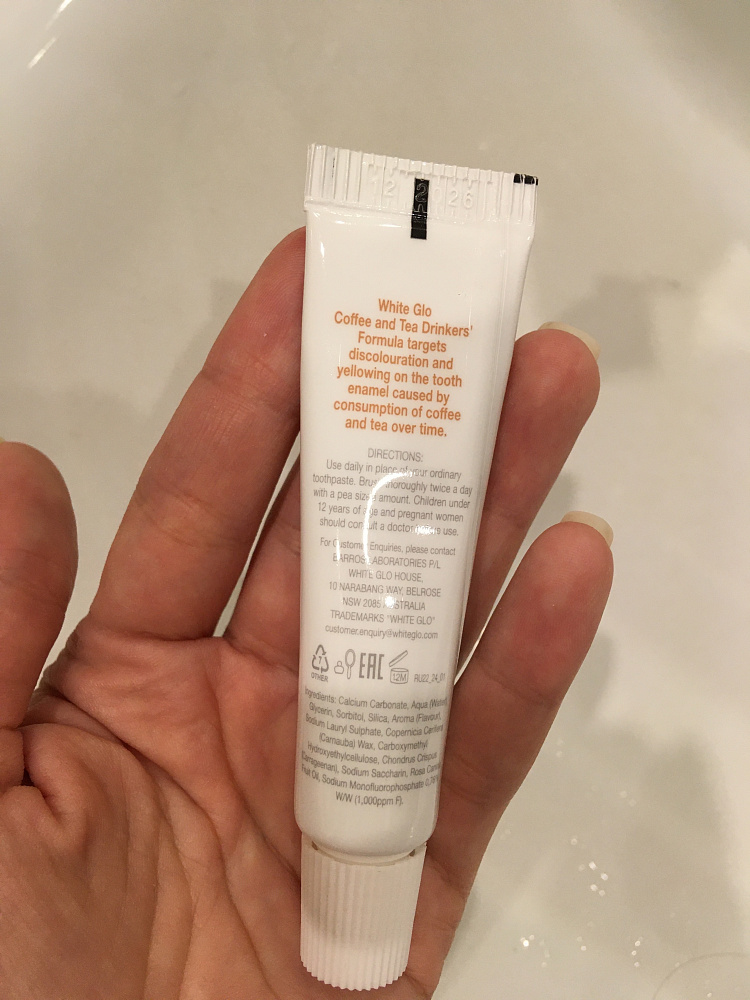 12 2026
White Glo
Coffee and Tea Drinkers'
Formula targets
discolouration and
yellowing on the tooth
enamel caused by
consumption of coffee
and tea over time.
DIRECTIONS:
Use daily in place of your ordinary
toothpaste. Brush thoroughly twice a day
with a pea size amount. Children under
12 years of age and pregnant women
should consult a doctor before use.
For Customer Enquiries, please contact
BARROS LABORATORIES P/L
WHITE GLO HOUSE,
10 NARABANG WAY, BELROSE
NSW 2085 AUSTRALIA
TRADEMARKS "WHITE GLO"
customer.enquiry@whiteglo.com
7
OTHER
EAC
12M
Ingredients: Calcium Carbonate, Aqua (Water)
Glycerin, Sorbitol, Silica, Aroma (Flavour),
Sodium Lauryl Sulphate, Copernicia Cerifera
(Carnauba) Wax, Carboxymethyl
Hydroxyethylcellulose, Chondrus Crispus
(Carrageenan), Sodium Saccharin, Rosa Canina
Fruit Oil, Sodium Monofluorophosphate
W/W (1,000ppm F).